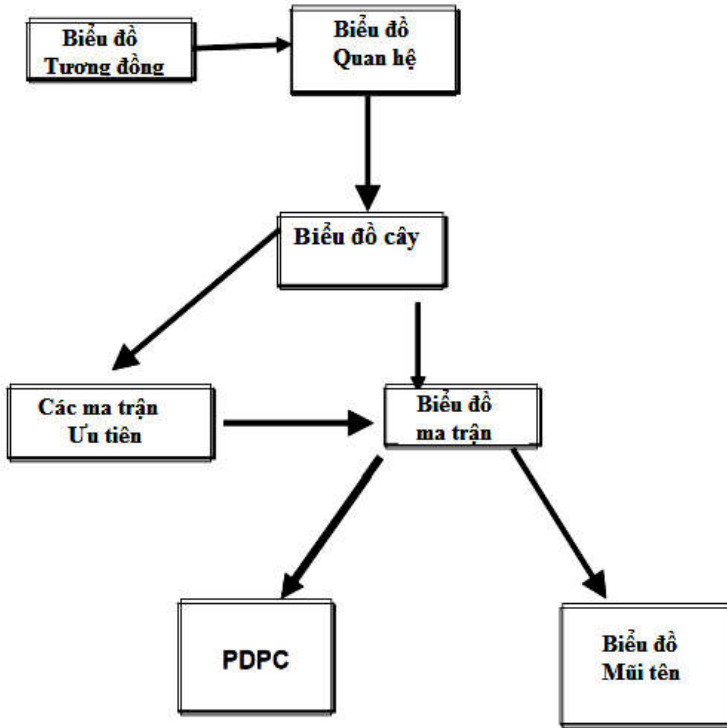 Biểu đồ
Tương đồng
Biểu đồ
Quan hệ
Biểu đồ cây
Các ma trận
Ưu tiên
Biểu đồ
ma trận
PDPC
Biểu đồ
Mũi tên